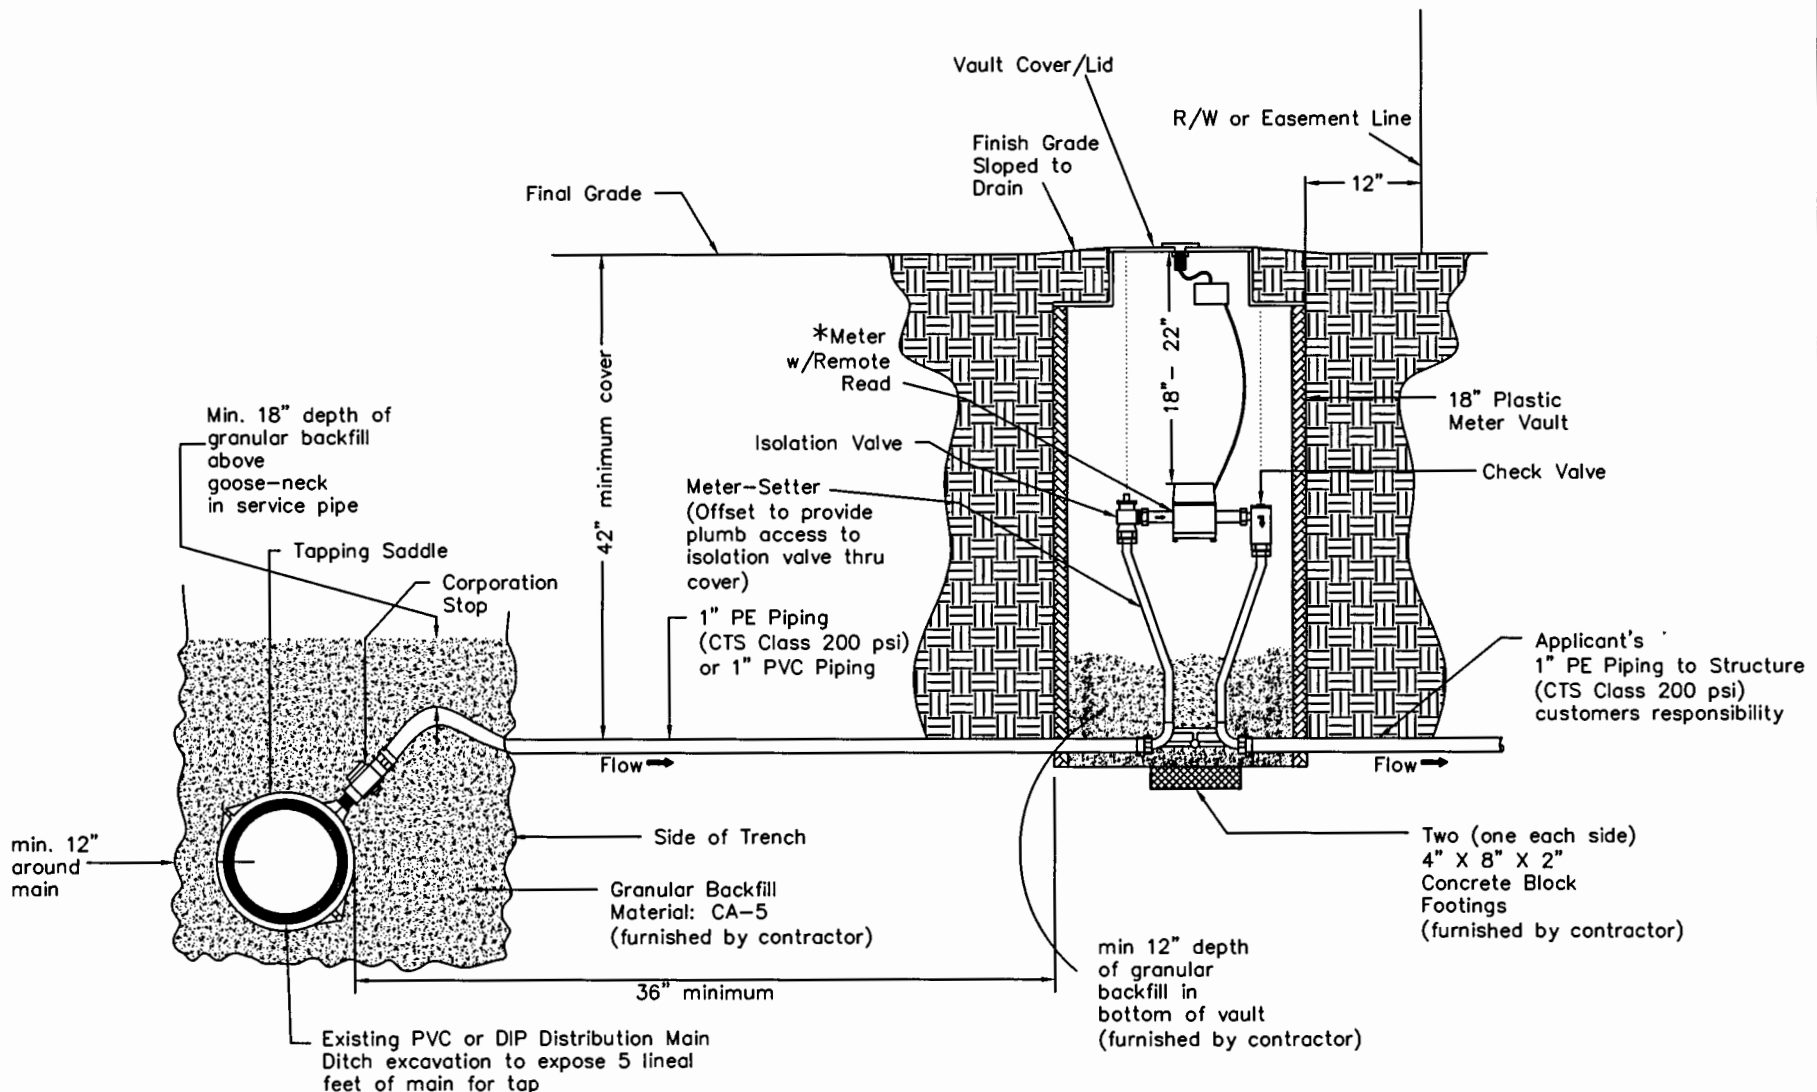 Vault Cover/Lid
R/W or Easement Line
Finish Grade
Sloped to
Drain
12"
Final Grade
*Meter
w/Remote
Read
18"- 22"
42" minimum cover
18" Plastic
Meter Vault
Min. 18" depth of
granular backfill
above
goose-neck
in service pipe
Isolation Valve
Check Valve
Meter-Setter
(Offset to provide
plumb access to
isolation valve thru
cover)
Tapping Saddle
Corporation
Stop
1" PE Piping
(CTS Class 200 psi)
or 1" PVC Piping
Applicant's
1" PE Piping to Structure
(CTS Class 200 psi)
customers responsibility
Flow
Flow
min. 12"
around
main
Side of Trench
Granular Backfill
Material: CA-5
(furnished by contractor)
Two (one each side)
4" X 8" X 2"
Concrete Block
Footings
(furnished by contractor)
min 12" depth
of granular
backfill in
bottom of vault
(furnished by contractor)
36" minimum
Existing PVC or DIP Distribution Main
Ditch excavation to expose 5 lineal
feet of main for tap